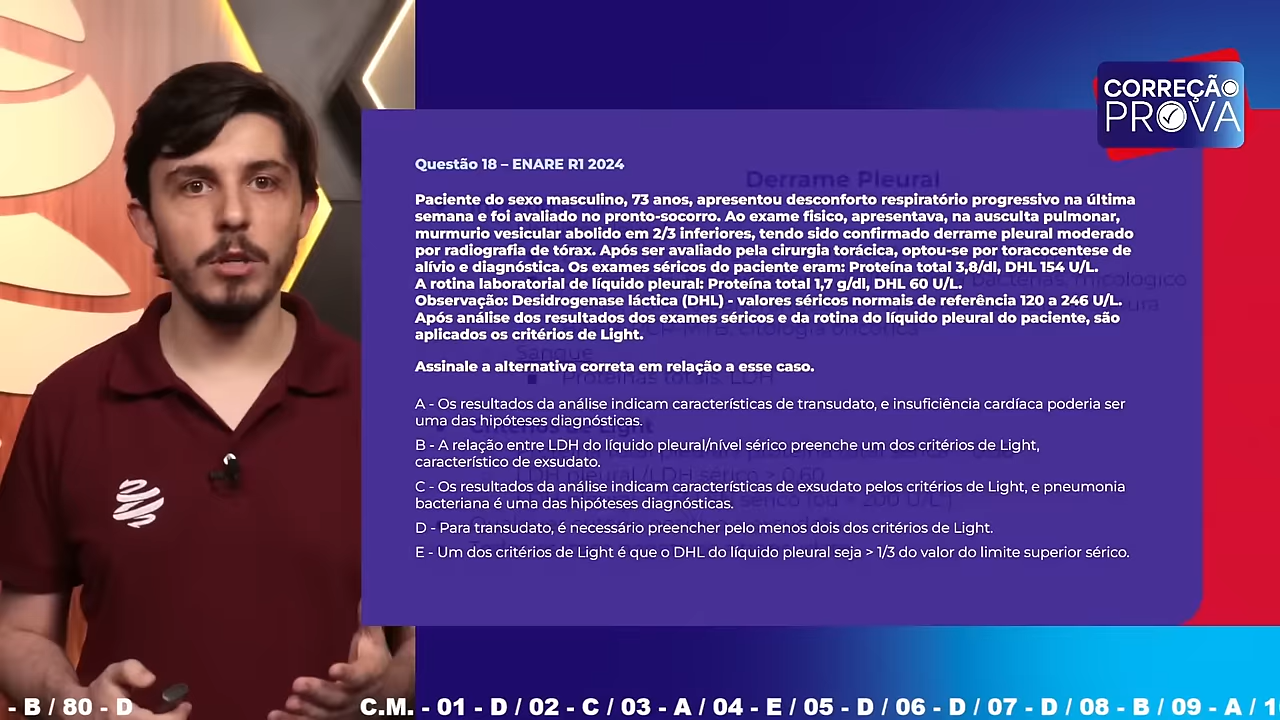 CORREÇÃO
PROVA
Questão 18 – ENARE R1 2024
Derrame Pleural
Paciente do sexo masculino, 73 anos, apresentou desconforto respiratório progressivo na última
semana e foi avaliado no pronto-socorro. Ao exame fisico, apresentava, na ausculta pulmonar,
murmurio vesicular abolido em 2/3 inferiores, tendo sido confirmado derrame pleural moderado
por radiografia de tórax. Após ser avaliado pela cirurgia torácica, optou-se por toracocentese de
alívio e diagnóstica. Os exames séricos do paciente eram: Proteína total 3,8/dl, DHL 154 U/L.
A rotina laboratorial de líquido pleural: Proteína total 1,7 g/dl, DHL 60 U/L.
Observação: Desidrogenase láctica (DHL) - valores séricos normais de referência 120 a 246 U/L.
Após análise dos resultados dos exames séricos e da rotina do líquido pleural do paciente, são
aplicados os critérios de Light.
Sangue
Assinale a alternativa correta em relação a esse caso.
Proteínas totais, LDH
A - Os resultados da análise indicam características de transudato, e insuficiência cardíaca poderia ser
uma das hipóteses diagnósticas.
B - A relação entre LDH do líquido pleural/nível sérico preenche um dos critérios de Light,
característico de exsudato.
C - Os resultados da análise indicam características de exsudato pelos critérios de Light, e pneumonia
bacteriana é uma das hipóteses diagnósticas.
D - Para transudato, é necessário preencher pelo menos dois dos critérios de Light.
E - Um dos critérios de Light é que o DHL do líquido pleural seja > 1/3 do valor do limite superior sérico.
- B / 80 - D C.M. - 01 - D / 02 - C / 03 - A / 04 - E / 05 - D / 06 - D / 07 - D / 08 - B / 09 - A / 1